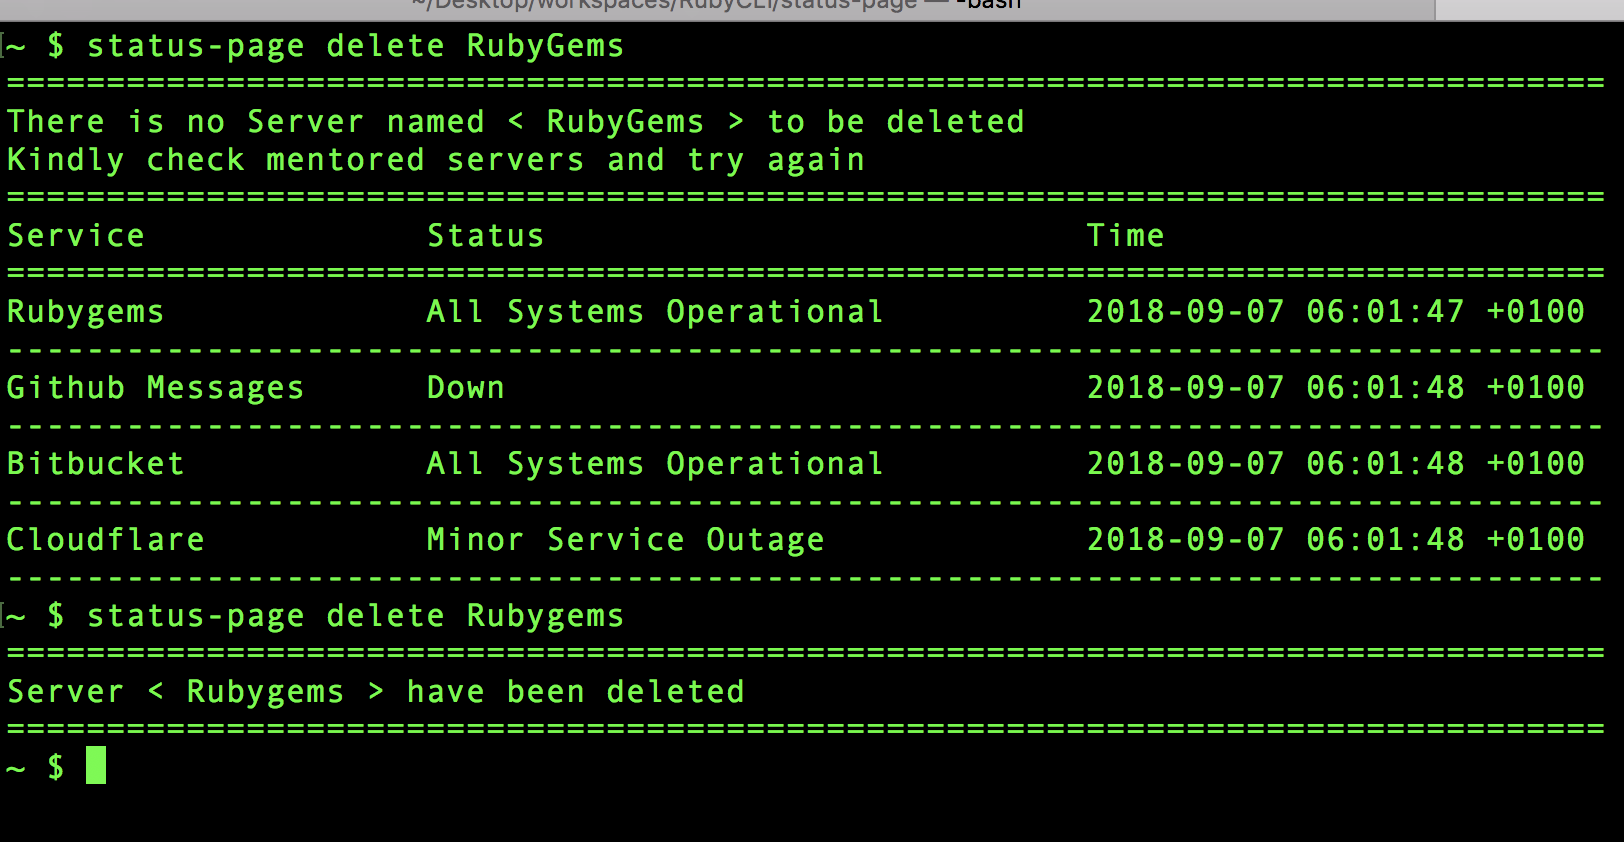 ~/Desktop/workspaces/RubyCLI/status-page — -bash
~ $ status-page delete RubyGems
================================================================================
There is no Server named < RubyGems > to be deleted
Kindly check mentored servers and try again
================================================================================
Service              Status                           Time
================================================================================
Rubygems             All Systems Operational          2018-09-07 06:01:47 +0100
--------------------------------------------------------------------------------
Github Messages      Down                             2018-09-07 06:01:48 +0100
--------------------------------------------------------------------------------
Bitbucket            All Systems Operational          2018-09-07 06:01:48 +0100
--------------------------------------------------------------------------------
Cloudflare           Minor Service Outage             2018-09-07 06:01:48 +0100
--------------------------------------------------------------------------------
~ $ status-page delete Rubygems
================================================================================
Server < Rubygems > have been deleted
================================================================================
~ $